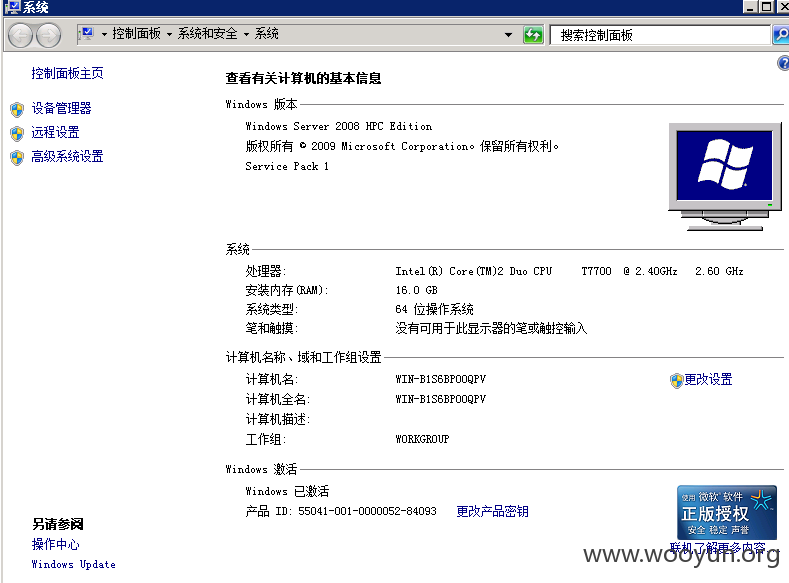 系统
控制面板 系统和安全 系统
搜索控制面板
控制面板主页
设备管理器
远程设置
高级系统设置
查看有关计算机的基本信息
Windows 版本
Windows Server 2008 HPC Edition
版权所有 © 2009 Microsoft Corporation。保留所有权利。
Service Pack 1
系统
处理器: Intel(R) Core(TM)2 Duo CPU T7700 @ 2.40GHz 2.60 GHz
安装内存(RAM): 16.0 GB
系统类型: 64 位操作系统
笔和触摸: 没有可用于此显示器的笔或触控输入
计算机名称、域和工作组设置
计算机名: WIN-B1S6BPO0QPV
更改设置
计算机全名: WIN-B1S6BPO0QPV
计算机描述:
工作组: WORKGROUP
Windows 激活
Windows 已激活
产品 ID: 55041-001-0000052-84093 更改产品密钥
使用 微软 软件
正版授权
安全 稳定 声誉
联机了解更多内容...
另请参阅
操作中心
Windows Update
www.wooyun.org